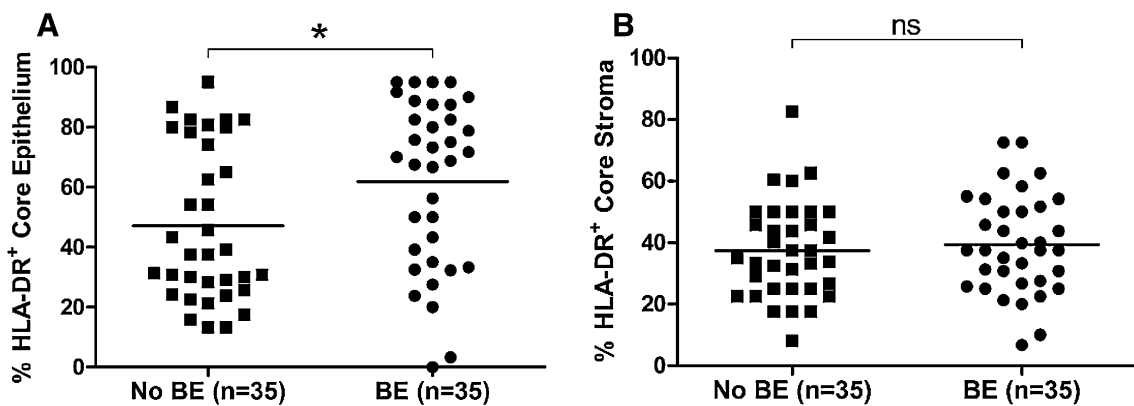 A
*
% HLA-DR+ Core Epithelium
100
80
60
40
20
0
No BE (n=35)
BE (n=35)
B
ns
% HLA-DR+ Core Stroma
100
80
60
40
20
0
No BE (n=35)
BE (n=35)